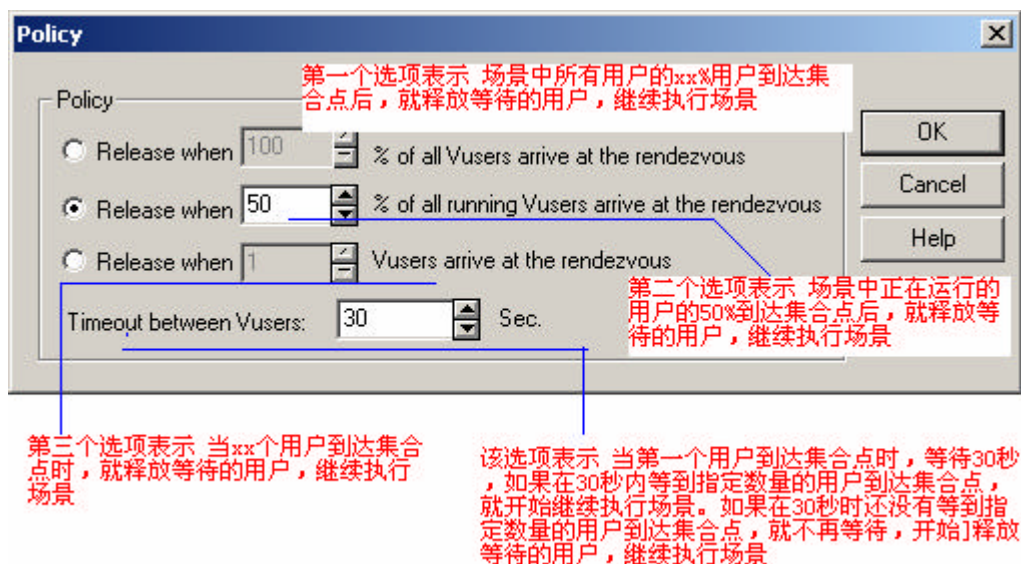 Policy
第一个选项表示 场景中所有用户的xx%用户到达集
合点后，就释放等待的用户，继续执行场景
Policy
Release when 100 % of all Vusers arrive at the rendezvous
Release when 50 % of all running Vusers arrive at the rendezvous
Release when 1 Vusers arrive at the rendezvous
Timeout between Vusers: 30 Sec.
OK
Cancel
Help
第二个选项表示 场景中正在运行的
用户的50%到达集合点后，就释放等
待的用户，继续执行场景
第三个选项表示 当xx个用户到达集合
点时，就释放等待的用户，继续执行
场景
该选项表示 当第一个用户到达集合点时，等待30秒
，如果在30秒内等到指定数量的用户到达集合点，
就开始继续执行场景。如果在30秒时还没有等到指
定数量的用户到达集合点，就不再等待，开始]释放
等待的用户，继续执行场景